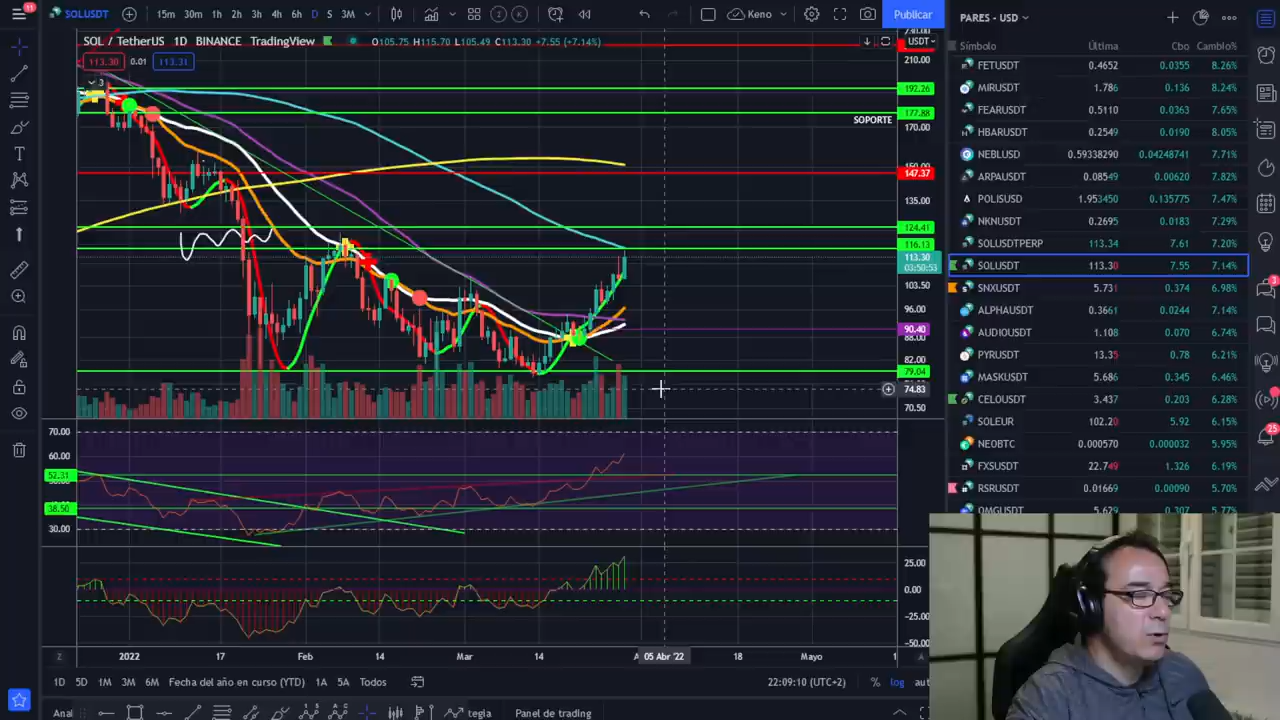 11
SOLUSDT
15m 30m 1h 2h 3h 4h 6h D S 3M
Keno
Publicar
SOL / TetherUS 1D BINANCE TradingView
O105.75 H115.70 L105.49 C113.30 +7.55 (+7.14%)
USDT
113.30 0.01 113.31
3
210.00
192.26
177.88
SOPORTE
170.00
150.00
147.37
135.00
124.41
116.13
113.30
03:50:53
103.50
96.00
90.40
88.00
82.00
79.04
74.83
70.50
70.00
60.00
52.31
38.50
30.00
25.00
0.00
-25.00
-50.00
2022 17 Feb 14 Mar 14 05 Abr '22 18 Mayo
1D 5D 1M 3M 6M Fecha del año en curso (YTD) 1A 5A Todos
22:09:10 (UTC+2)
% log aut
Panel de trading
PARES - USD
Símbolo Última Cbo Cambio%
FETUSDT 0.4652 0.0355 8.26%
MIRUSDT 1.786 0.136 8.24%
FEARUSDT 0.5110 0.0363 7.65%
HBARUSDT 0.2549 0.0190 8.05%
NEBLUSD 0.59338290 0.04248741 7.71%
ARPAUSDT 0.08549 0.00620 7.82%
POLISUSD 1.953450 0.135775 7.47%
NKNUSDT 0.2695 0.0183 7.29%
SOLUSDTPERP 113.34 7.61 7.20%
SOLUSDT 113.30 7.55 7.14%
SNXUSDT 5.731 0.374 6.98%
ALPHAUSDT 0.3661 0.0244 7.14%
AUDIOUSDT 1.108 0.070 6.74%
PYRUSDT 13.35 0.78 6.21%
MASKUSDT 5.686 0.345 6.46%
CELOUSDT 3.437 0.203 6.28%
SOLEUR 102.20 5.92 6.15%
NEOBTC 0.000570 0.000032 5.95%
FXSUSDT 22.749 1.326 6.19%
RSRUSDT 0.01669 0.00090 5.70%
OMGUSDT 5.629 0.307 5.77%
3
25